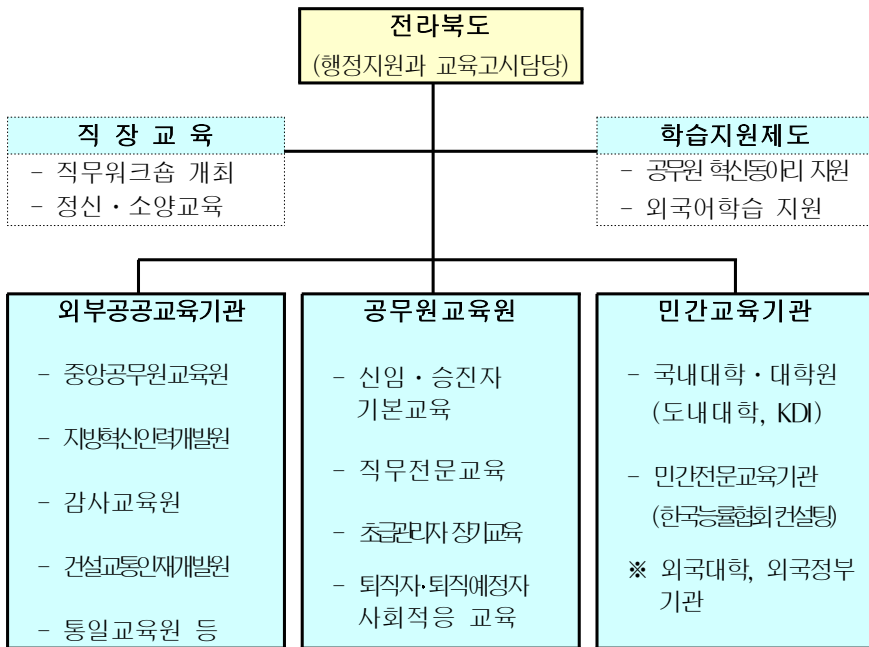 전라북도
(행정지원과 교육고시담당)
직 장 교 육
- 직무워크숍 개최
- 정신·소양교육
학습지원제도
- 공무원 혁신동아리 지원
- 외국어학습 지원
외부공공교육기관
- 중앙공무원교육원
- 지방혁신인력개발원
- 감사교육원
- 건설교통인재개발원
- 통일교육원 등
공무원교육원
- 신임·승진자
기본교육
- 직무전문교육
- 초급관리자 장기교육
- 퇴직자·퇴직예정자
사회적응 교육
민간교육기관
- 국내대학·대학원
(도내대학, KDI)
- 민간전문교육기관
(한국능률협회 컨설팅)
※ 외국대학, 외국정부
기관